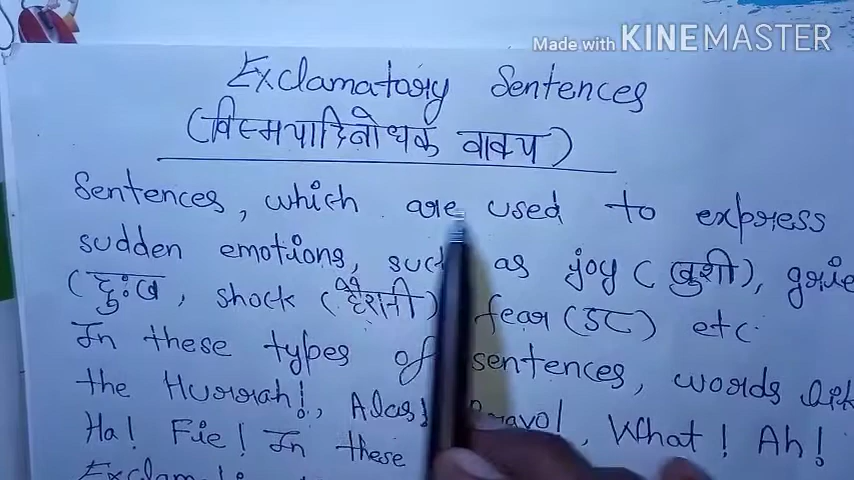 Made with KINEMASTER
Exclamatory Sentences
(विस्मयादिबोधक वाक्य)
Sentences, which are used to express
sudden emotions, such as joy (खुशी),
(दुःख, shock (हैरानी) fear (डर) etc.
In these types of sentences, words
the Hurrah!, Alas! Bravo!, What! Ah!
Ha! Fie! In these